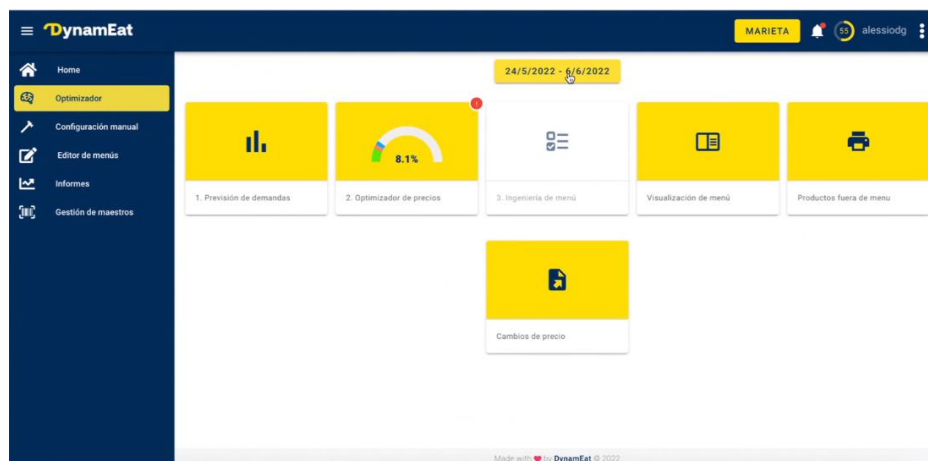 DynamEat
MARIETA
55
alessiodg
Home
Optimizador
Configuración manual
Editor de menús
Informes
Gestión de maestros
24/5/2022 - 6/6/2022
!
8.1%
1. Previsión de demandas
2. Optimizador de precios
3. Ingeniería de menú
Visualización de menú
Productos fuera de menu
Cambios de precio
Made with ❤ by DynamEat © 2022